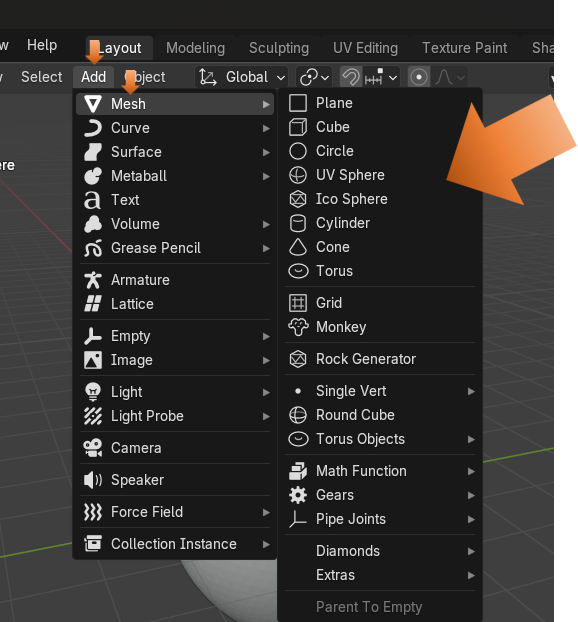 w Help Layout Modeling Sculpting UV Editing Texture Paint Sha
Select Add Object Global
Mesh
Curve
Surface
Metaball
Text
Volume
Grease Pencil
Armature
Lattice
Empty
Image
Light
Light Probe
Camera
Speaker
Force Field
Collection Instance
Plane
Cube
Circle
UV Sphere
Ico Sphere
Cylinder
Cone
Torus
Grid
Monkey
Rock Generator
Single Vert
Round Cube
Torus Objects
Math Function
Gears
Pipe Joints
Diamonds
Extras
Parent To Empty
ere